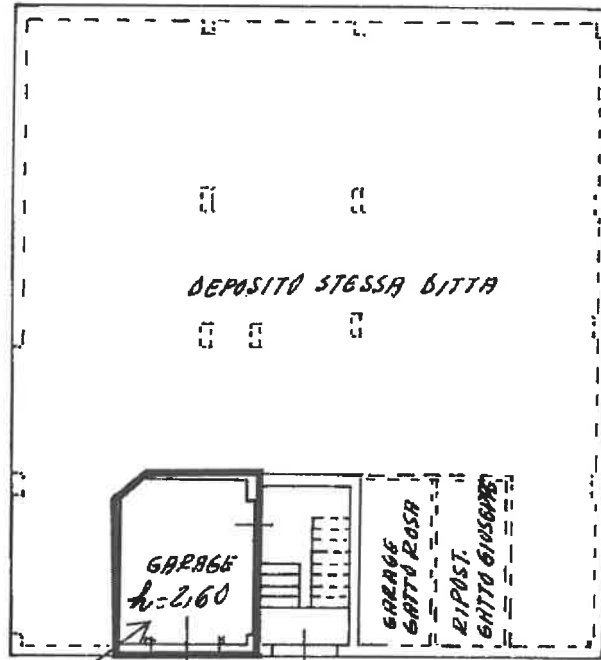 DEPOSITO STESSA DITTA
GARAGE
h=2,60
GARAGE
GATTO ROSA
RIPOST.
GATTO GIUSEPPE